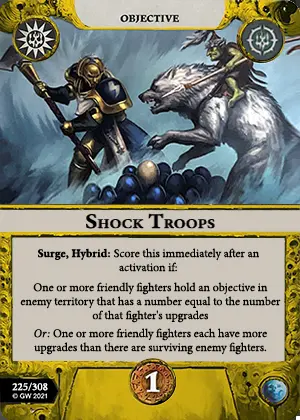 OBJECTIVE
SHOCK TROOPS
Surge, Hybrid: Score this immediately after an
activation if:
One or more friendly fighters hold an objective in
enemy territory that has a number equal to the number
of that fighter's upgrades
Or: One or more friendly fighters each have more
upgrades than there are surviving enemy fighters.
225/308
© GW 2021
1